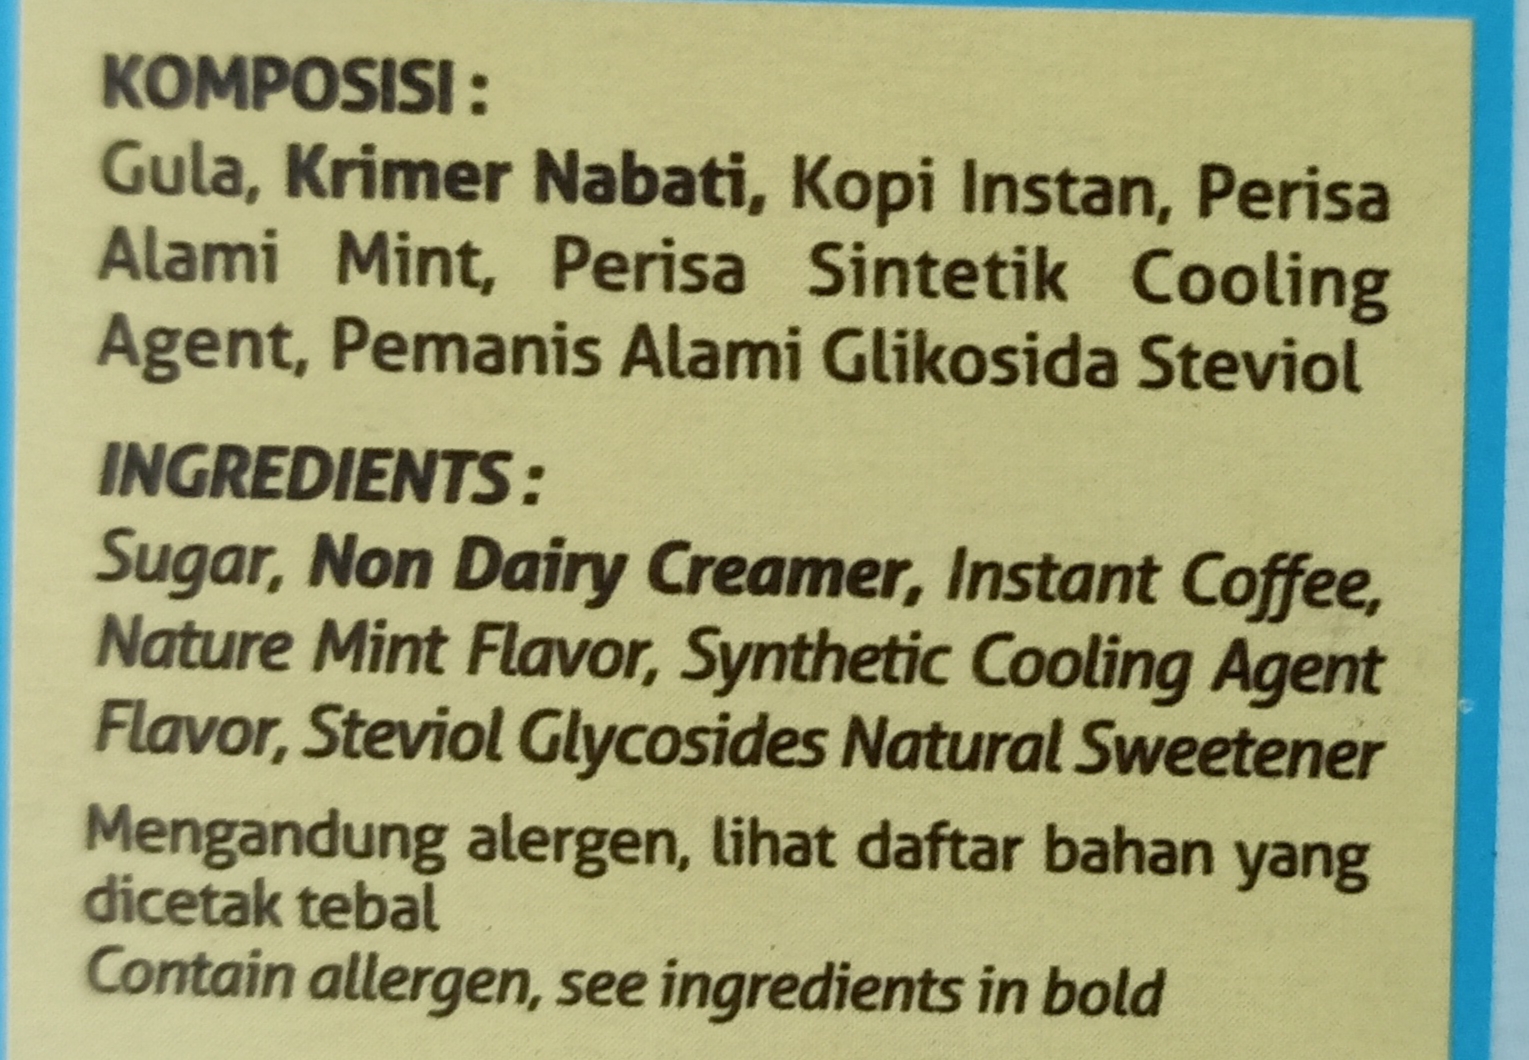 KOMPOSISI :
Gula, Krimer Nabati, Kopi Instan, Perisa
Alami Mint, Perisa Sintetik Cooling
Agent, Pemanis Alami Glikosida Steviol
INGREDIENTS :
Sugar, Non Dairy Creamer, Instant Coffee,
Nature Mint Flavor, Synthetic Cooling Agent
Flavor, Steviol Glycosides Natural Sweetener
Mengandung alergen, lihat daftar bahan yang
dicetak tebal
Contain allergen, see ingredients in bold